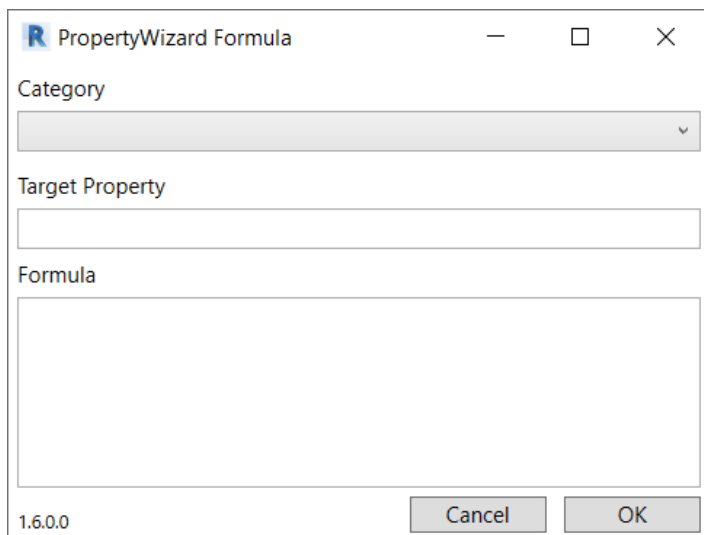 R PropertyWizard Formula
Category
Target Property
Formula
1.6.0.0 Cancel OK